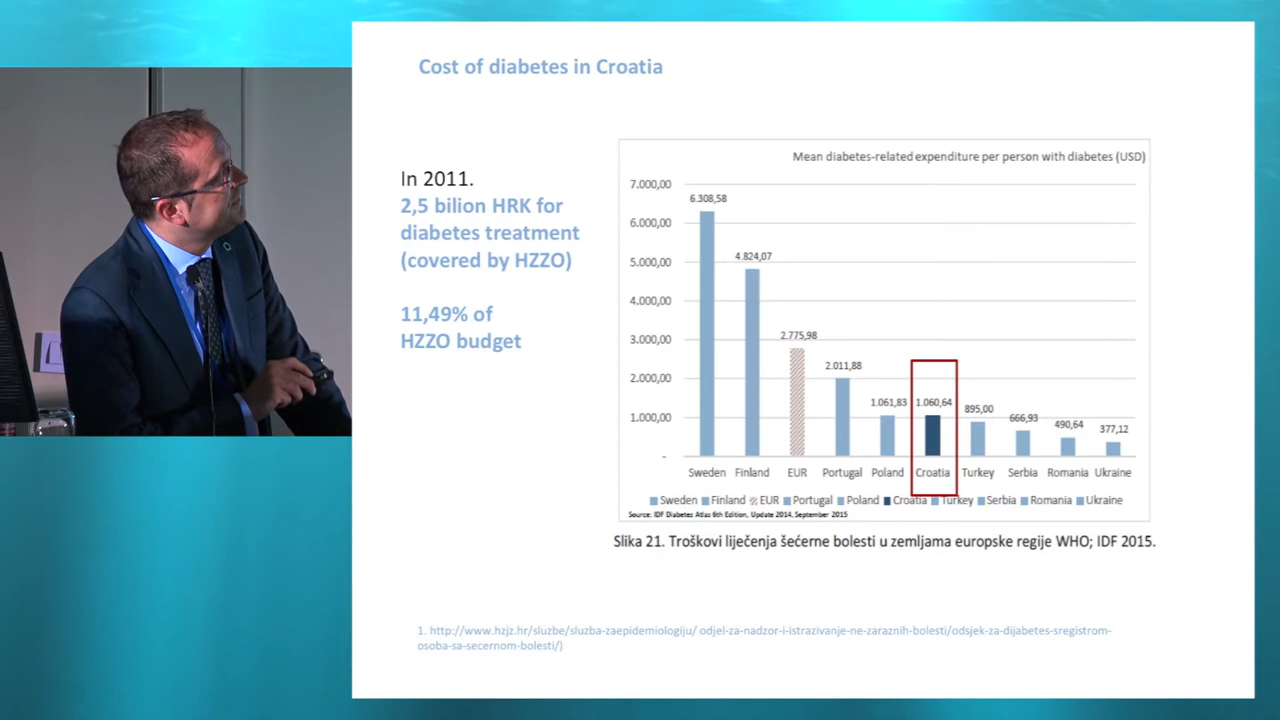 Cost of diabetes in Croatia
In 2011.
2,5 bilion HRK for
diabetes treatment
(covered by HZZO)
11,49% of
HZZO budget
Mean diabetes-related expenditure per person with diabetes (USD)
7.000,00
6.000,00
5.000,00
4.000,00
3.000,00
2.000,00
1.000,00
-
6.308,58
4.824,07
2.775,98
2.011,88
1.061,83
1.060,64
895,00
666,93
490,64
377,12
Sweden Finland EUR Portugal Poland Croatia Turkey Serbia Romania Ukraine
Sweden Finland EUR Portugal Poland Croatia Turkey Serbia Romania Ukraine
Source: IDF Diabetes Atlas 6th Edition, Update 2014, September 2015
Slika 21. Troškovi liječenja šećerne bolesti u zemljama europske regije WHO; IDF 2015.
1. http://www.hzjz.hr/sluzbe/sluzba-zaepidemiologiju/ odjel-za-nadzor-i-istrazivanje-ne-zaraznih-bolesti/odsjek-za-dijabetes-sregistrom-
osoba-sa-secernom-bolesti/)